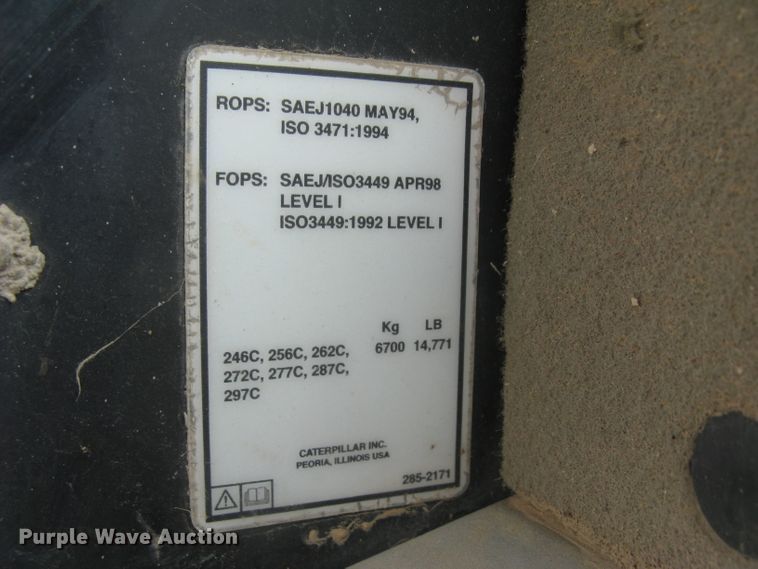 ROPS: SAEJ1040 MAY94,
ISO 3471:1994
FOPS: SAEJ/ISO3449 APR98
LEVEL I
ISO3449:1992 LEVEL I
Kg LB
246C, 256C, 262C, 6700 14,771
272C, 277C, 287C,
297C
CATERPILLAR INC.
PEORIA, ILLINOIS USA
285-2171
Purple Wave Auction